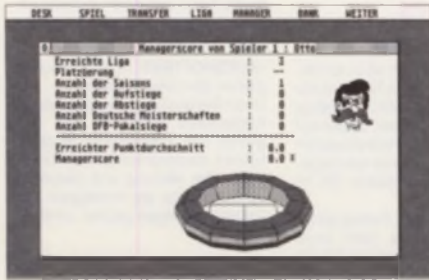 DESK SPIEL TRANSFER LIGA MANAGER BANK WEITER
Managerscore von Spieler 1 : Otto
Erreichte Liga : 2
Platzierung : --
Anzahl der Saisons : 1
Anzahl der Aufstiege : 0
Anzahl der Abstiege : 0
Anzahl Deutsche Meisterschaften : 0
Anzahl DFB-Pokalsiege : 0
Erreichter Punktdurchschnitt : 0.0
Managerscore : 0.0 %